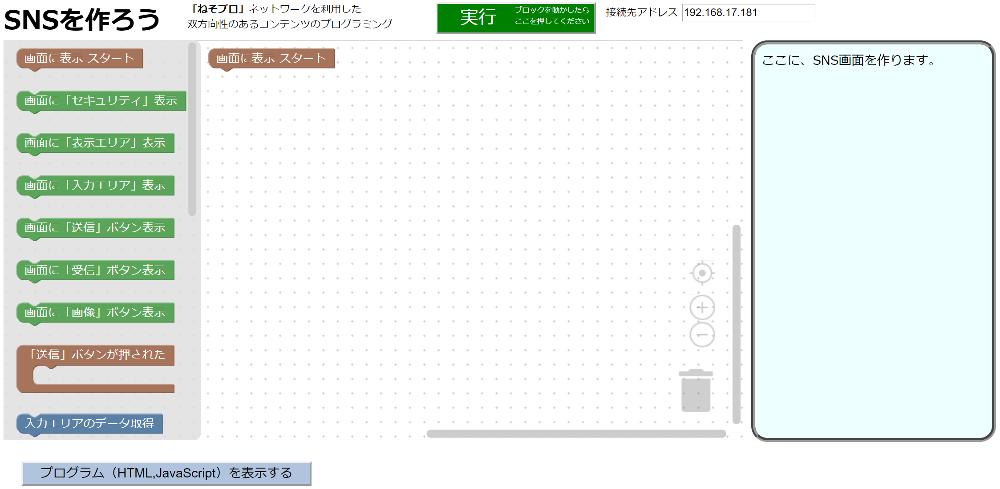 SNSを作ろう
「ねそプロ」ネットワークを利用した
双方向性のあるコンテンツのプログラミング
実行
ブロックを動かしたら
ここを押してください
接続先アドレス 192.168.17.181
画面に表示 スタート
画面に「セキュリティ」表示
画面に「表示エリア」表示
画面に「入力エリア」表示
画面に「送信」ボタン表示
画面に「受信」ボタン表示
画面に「画像」ボタン表示
「送信」ボタンが押された
入力エリアのデータ取得
画面に表示 スタート
ここに、SNS画面を作ります。
プログラム（HTML,JavaScript）を表示する